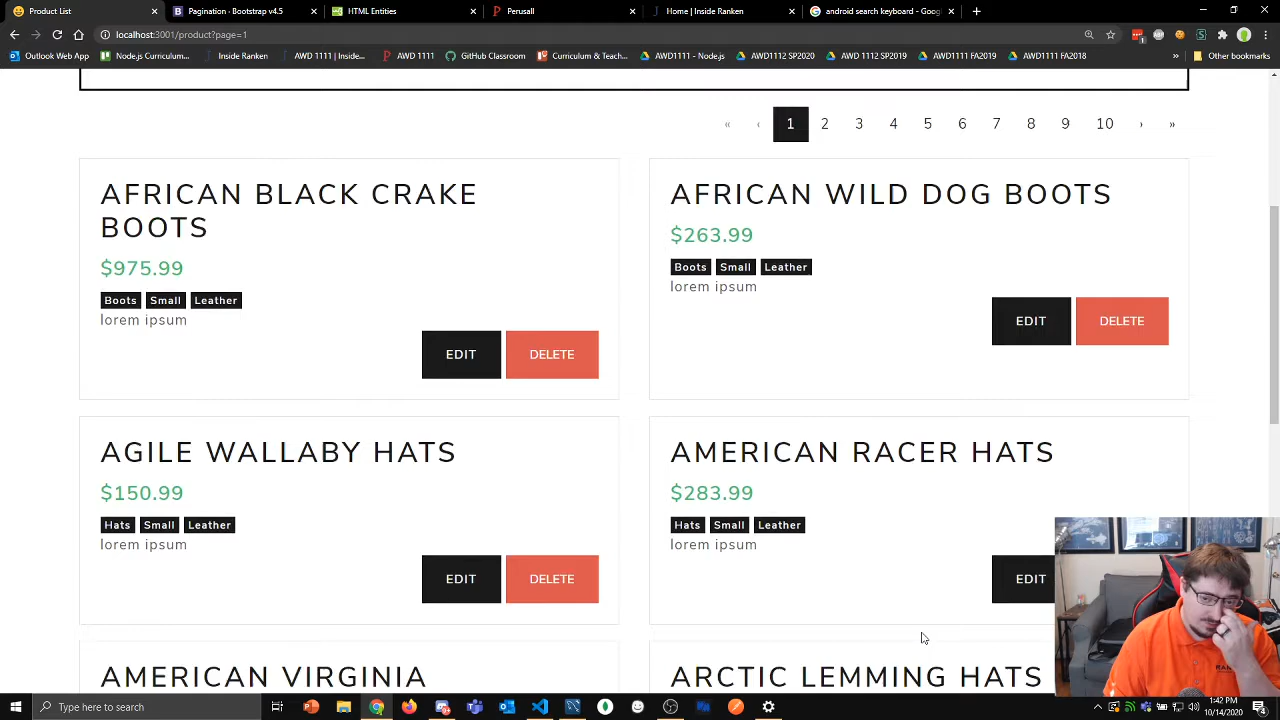 Product List
Pagination · Bootstrap v4.5
HTML Entities
Perusall
Home | Inside Ranken
android search keyboard - Googl
localhost:3001/product?page=1
Outlook Web App
Node.js Curriculum...
Inside Ranken
AWD 1111 | Inside...
AWD 1111
GitHub Classroom
Curriculum & Teach...
AWD1111 - Node.js
AWD1112 SP2020
AWD 1112 SP2019
AWD1111 FA2019
AWD1111 FA2018
»
Other bookmarks
« ‹ 1 2 3 4 5 6 7 8 9 10 › »
AFRICAN BLACK CRAKE
BOOTS
$975.99
Boots Small Leather
lorem ipsum
EDIT DELETE
AFRICAN WILD DOG BOOTS
$263.99
Boots Small Leather
lorem ipsum
EDIT DELETE
AGILE WALLABY HATS
$150.99
Hats Small Leather
lorem ipsum
EDIT DELETE
AMERICAN RACER HATS
$283.99
Hats Small Leather
lorem ipsum
EDIT
AMERICAN VIRGINIA
ARCTIC LEMMING HATS
Type here to search
1:42 PM
10/14/2020